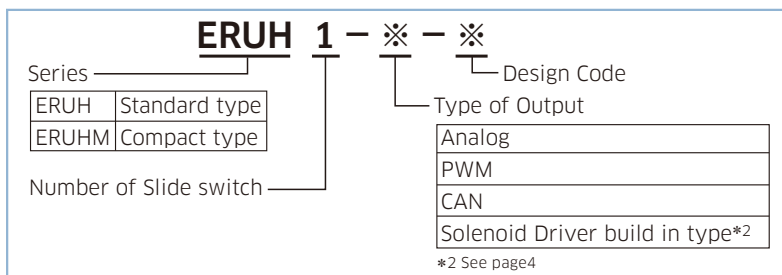 ERUH 1 – ※ – ※
Series
Design Code
ERUH Standard type
ERUHM Compact type
Type of Output
Analog
PWM
CAN
Solenoid Driver build in type*2
Number of Slide switch
*2 See page4